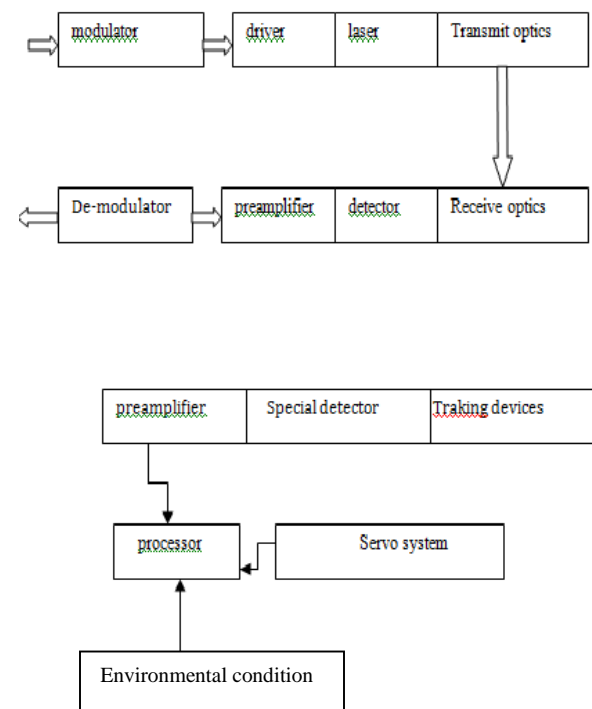 modulator
driver
laser
Transmit optics
De-modulator
preamplifier
detector
Receive optics
preamplifier
Special detector
Traking devices
processor
Servo system
Environmental condition